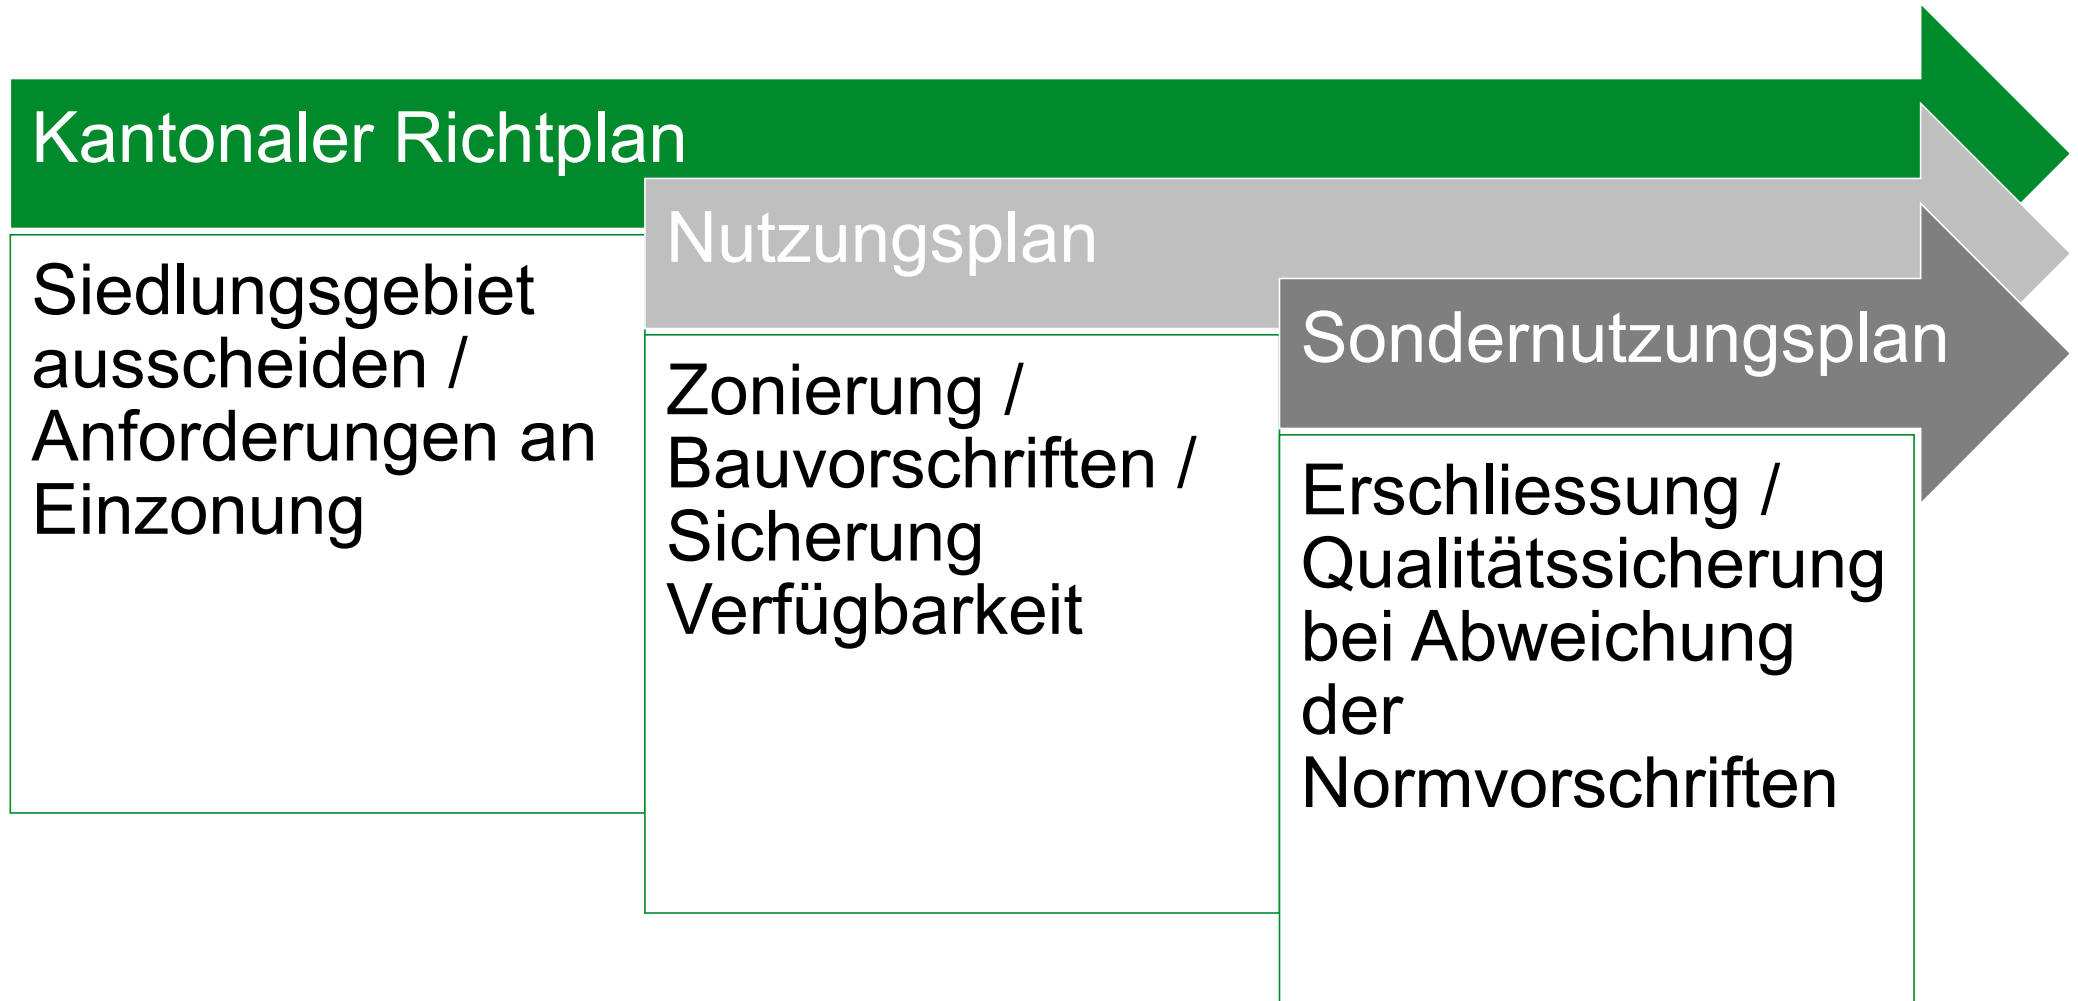 Kantonaler Richtplan
Siedlungsgebiet
ausscheiden /
Anforderungen an
Einzonung
Nutzungsplan
Zonierung /
Bauvorschriften /
Sicherung
Verfügbarkeit
Sondernutzungsplan
Erschliessung /
Qualitätssicherung
bei Abweichung
der
Normvorschriften